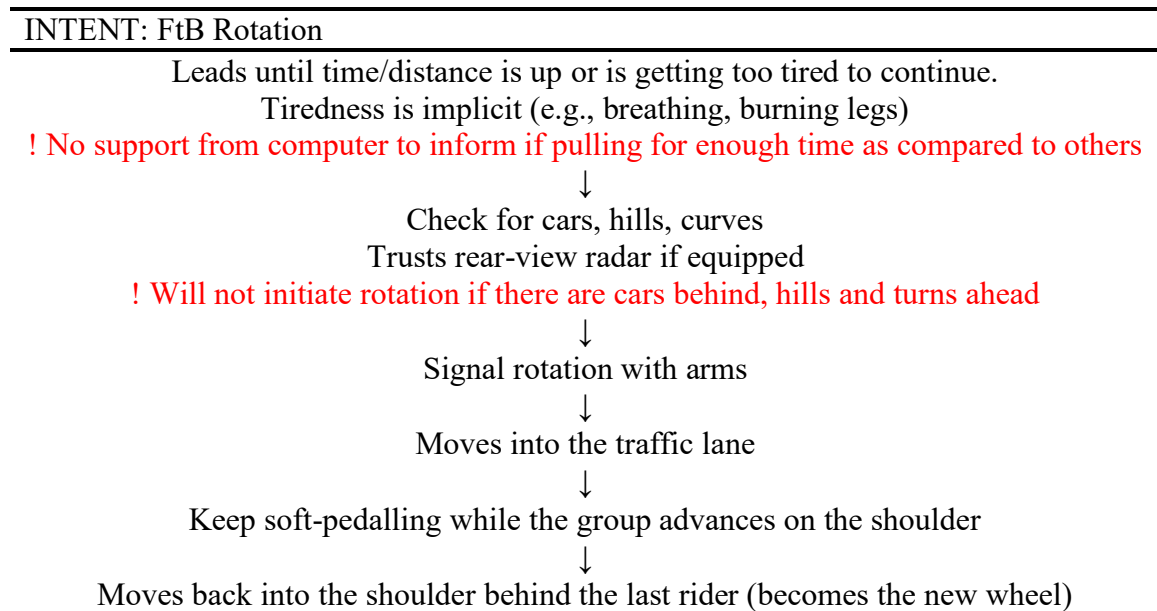 INTENT: FtB Rotation
Leads until time/distance is up or is getting too tired to continue.
Tiredness is implicit (e.g., breathing, burning legs)
! No support from computer to inform if pulling for enough time as compared to others
↓
Check for cars, hills, curves
Trusts rear-view radar if equipped
! Will not initiate rotation if there are cars behind, hills and turns ahead
↓
Signal rotation with arms
↓
Moves into the traffic lane
↓
Keep soft-pedalling while the group advances on the shoulder
↓
Moves back into the shoulder behind the last rider (becomes the new wheel)